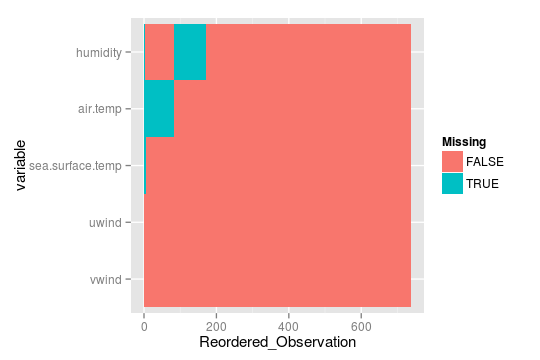 humidity
air.temp
sea.surface.temp
uwind
vwind
variable
0 200 400 600
Reordered_Observation
Missing
FALSE
TRUE